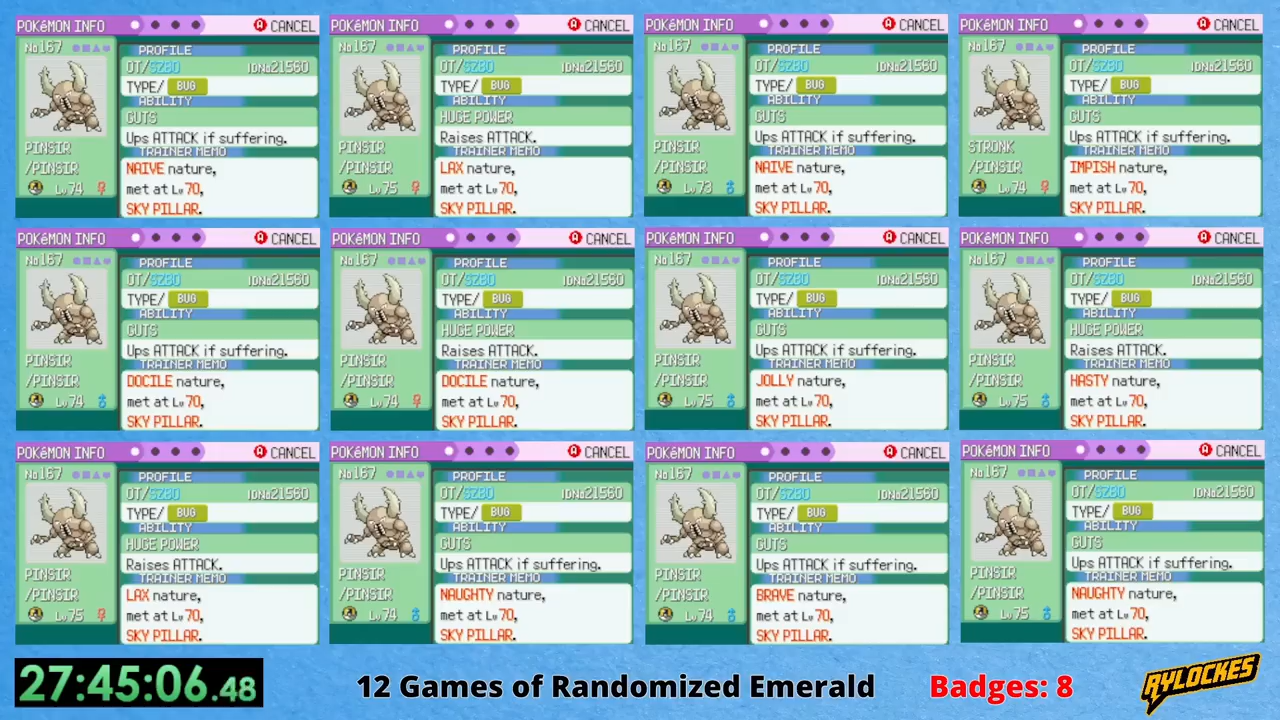 POKéMON INFO CANCEL
No167 PROFILE
OT/SZ80 IDNo21560
TYPE/ BUG
ABILITY
GUTS
Ups ATTACK if suffering.
PINSIR TRAINER MEMO
/PINSIR NAIVE nature,
Lv74 ♀ met at Lv70,
SKY PILLAR.
POKéMON INFO CANCEL
No167 PROFILE
OT/SZ80 IDNo21560
TYPE/ BUG
ABILITY
HUGE POWER
Raises ATTACK.
PINSIR TRAINER MEMO
/PINSIR LAX nature,
Lv75 ♀ met at Lv70,
SKY PILLAR.
POKéMON INFO CANCEL
No167 PROFILE
OT/SZ80 IDNo21560
TYPE/ BUG
ABILITY
GUTS
Ups ATTACK if suffering.
PINSIR TRAINER MEMO
/PINSIR NAIVE nature,
Lv73 ♂ met at Lv70,
SKY PILLAR.
POKéMON INFO CANCEL
No167 PROFILE
OT/SZ80 IDNo21560
TYPE/ BUG
ABILITY
GUTS
Ups ATTACK if suffering.
STRONK TRAINER MEMO
/PINSIR IMPISH nature,
Lv74 ♀ met at Lv70,
SKY PILLAR.
POKéMON INFO CANCEL
No167 PROFILE
OT/SZ80 IDNo21560
TYPE/ BUG
ABILITY
GUTS
Ups ATTACK if suffering.
PINSIR TRAINER MEMO
/PINSIR DOCILE nature,
Lv74 ♂ met at Lv70,
SKY PILLAR.
POKéMON INFO CANCEL
No167 PROFILE
OT/SZ80 IDNo21560
TYPE/ BUG
ABILITY
HUGE POWER
Raises ATTACK.
PINSIR TRAINER MEMO
/PINSIR DOCILE nature,
Lv74 ♀ met at Lv70,
SKY PILLAR.
POKéMON INFO CANCEL
No167 PROFILE
OT/SZ80 IDNo21560
TYPE/ BUG
ABILITY
GUTS
Ups ATTACK if suffering.
PINSIR TRAINER MEMO
/PINSIR JOLLY nature,
Lv75 ♂ met at Lv70,
SKY PILLAR.
POKéMON INFO CANCEL
No167 PROFILE
OT/SZ80 IDNo21560
TYPE/ BUG
ABILITY
HUGE POWER
Raises ATTACK.
PINSIR TRAINER MEMO
/PINSIR HASTY nature,
Lv75 ♂ met at Lv70,
SKY PILLAR.
POKéMON INFO CANCEL
No167 PROFILE
OT/SZ80 IDNo21560
TYPE/ BUG
ABILITY
HUGE POWER
Raises ATTACK.
PINSIR TRAINER MEMO
/PINSIR LAX nature,
Lv75 ♀ met at Lv70,
SKY PILLAR.
POKéMON INFO CANCEL
No167 PROFILE
OT/SZ80 IDNo21560
TYPE/ BUG
ABILITY
GUTS
Ups ATTACK if suffering.
PINSIR TRAINER MEMO
/PINSIR NAUGHTY nature,
Lv74 ♂ met at Lv70,
SKY PILLAR.
POKéMON INFO CANCEL
No167 PROFILE
OT/SZ80 IDNo21560
TYPE/ BUG
ABILITY
GUTS
Ups ATTACK if suffering.
PINSIR TRAINER MEMO
/PINSIR BRAVE nature,
Lv74 ♂ met at Lv70,
SKY PILLAR.
POKéMON INFO CANCEL
No167 PROFILE
OT/SZ80 IDNo21560
TYPE/ BUG
ABILITY
GUTS
Ups ATTACK if suffering.
PINSIR TRAINER MEMO
/PINSIR NAUGHTY nature,
Lv75 ♂ met at Lv70,
SKY PILLAR.
27:45:06.48 12 Games of Randomized Emerald Badges: 8 RYLOCKES